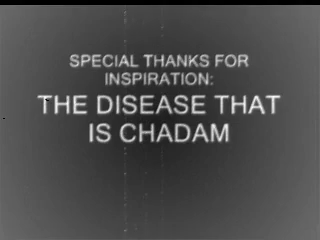 SPECIAL THANKS FOR
INSPIRATION:
THE DISEASE THAT
IS CHADAM